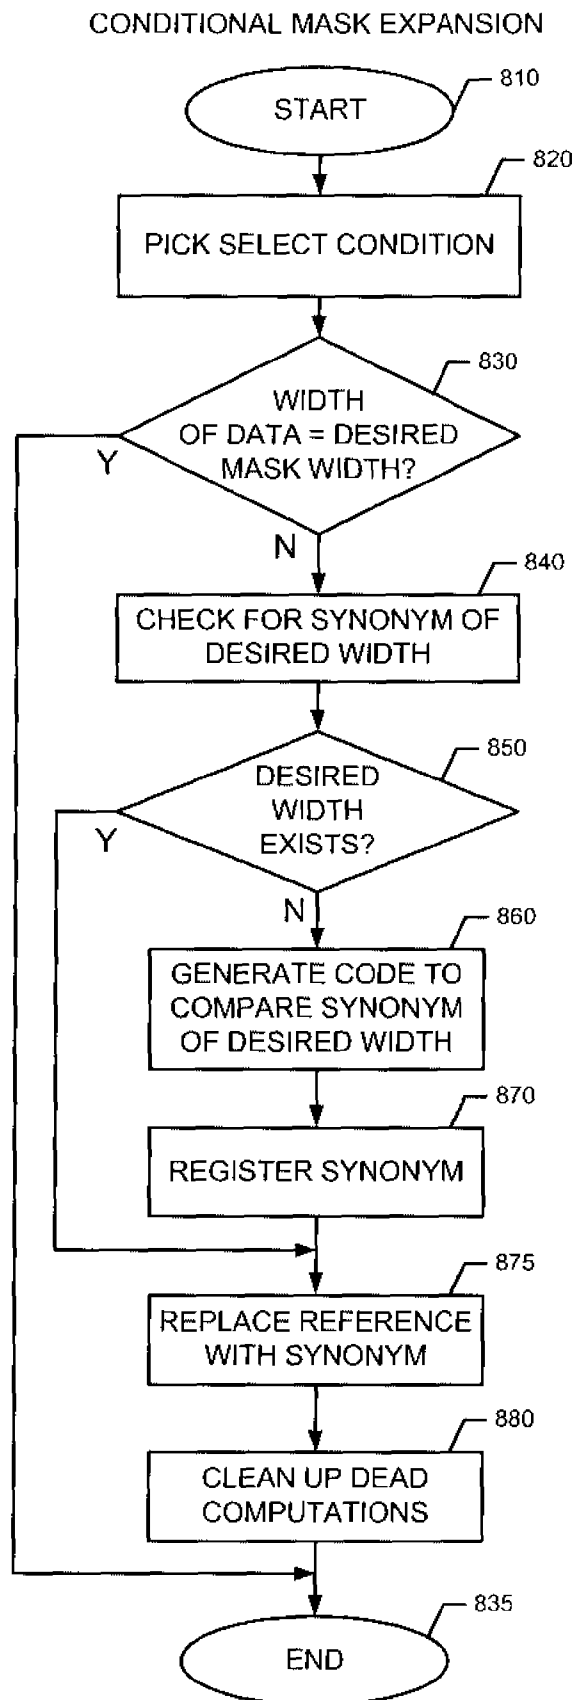 CONDITIONAL MASK EXPANSION
810
START
820
PICK SELECT CONDITION
830
WIDTH
OF DATA = DESIRED
MASK WIDTH?
Y
N
840
CHECK FOR SYNONYM OF
DESIRED WIDTH
850
DESIRED
WIDTH
EXISTS?
Y
N
860
GENERATE CODE TO
COMPARE SYNONYM
OF DESIRED WIDTH
870
REGISTER SYNONYM
875
REPLACE REFERENCE
WITH SYNONYM
880
CLEAN UP DEAD
COMPUTATIONS
835
END